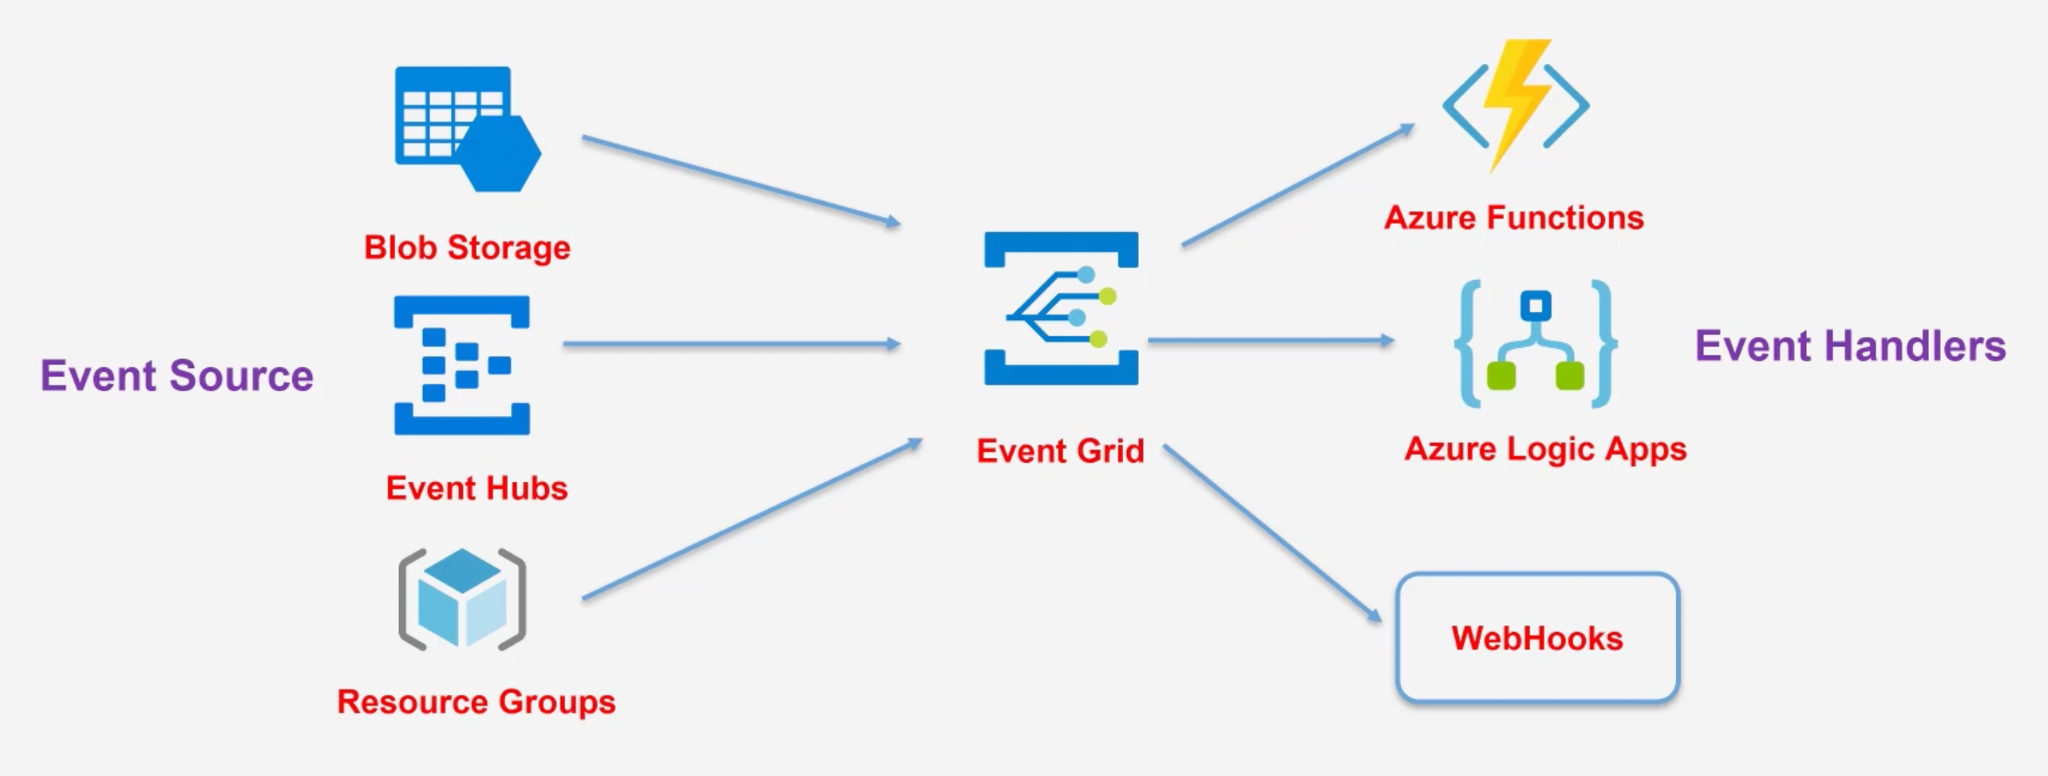 Event Source
Blob Storage
Event Hubs
Resource Groups
Event Grid
Azure Functions
Azure Logic Apps
WebHooks
Event Handlers